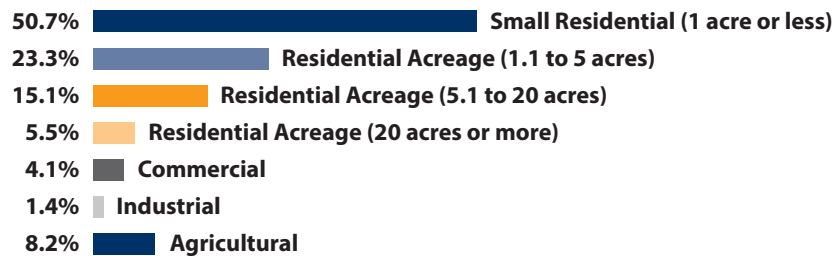 50.7% Small Residential (1 acre or less)
23.3% Residential Acreage (1.1 to 5 acres)
15.1% Residential Acreage (5.1 to 20 acres)
5.5% Residential Acreage (20 acres or more)
4.1% Commercial
1.4% Industrial
8.2% Agricultural